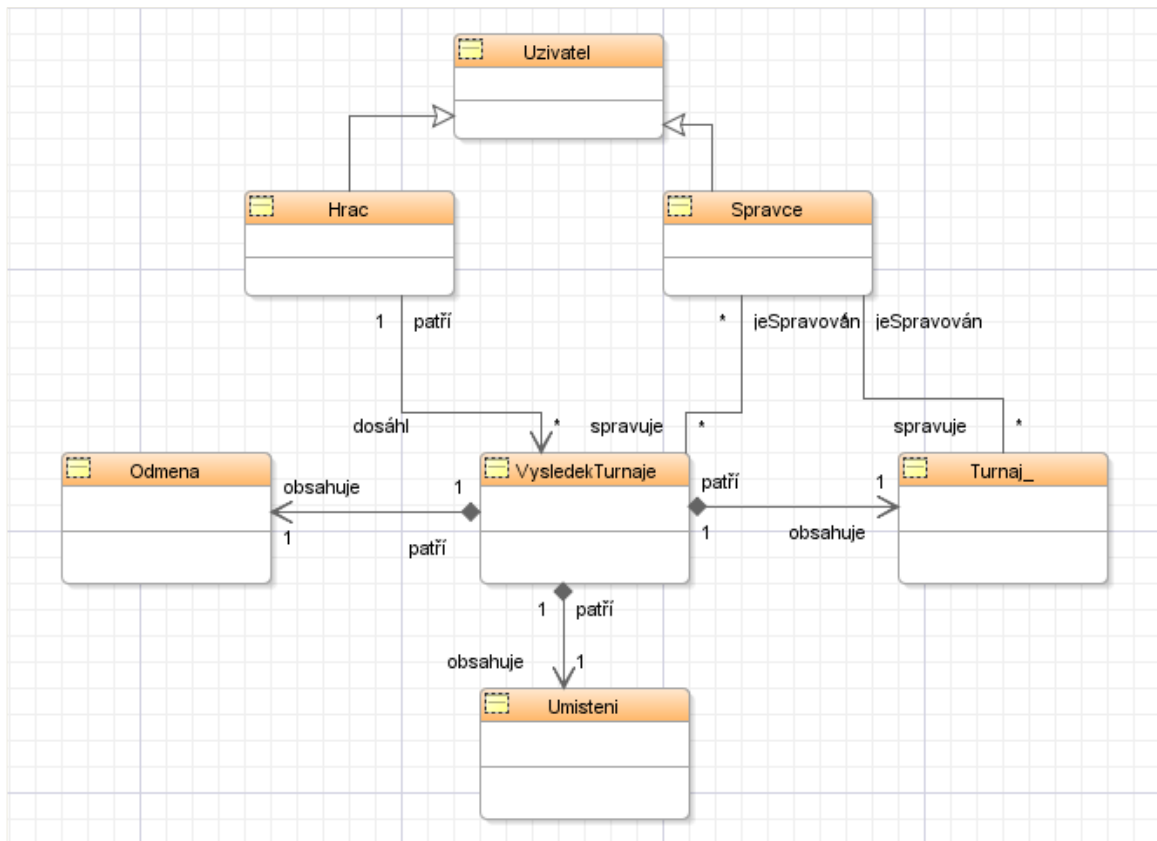 Uzivatel
Hrac
Spravce
1 patří
* jeSpravován
* jeSpravován
dosáhl *
spravuje *
spravuje *
Odmena
VysledekTurnaje
Turnaj_
obsahuje 1
patří 1
1 patří
1 obsahuje
1 patří
obsahuje 1
Umisteni